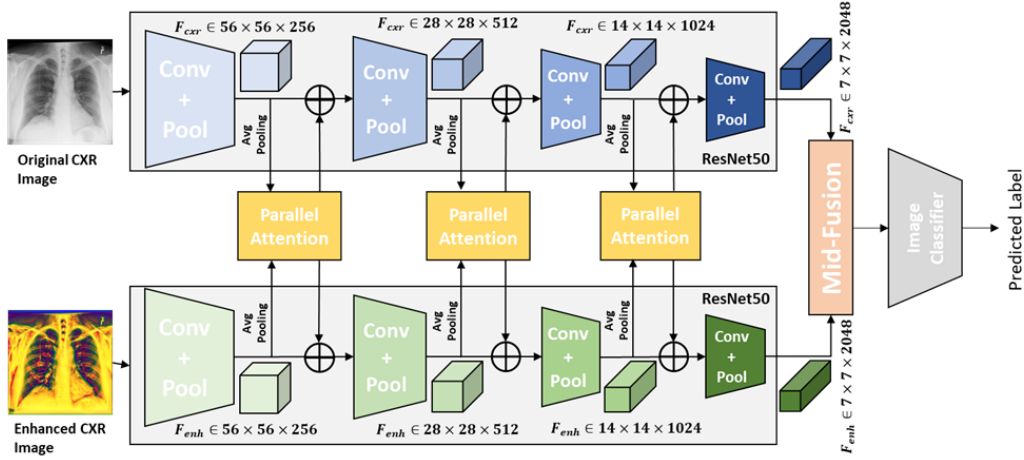 F_cxr ∈ 56 × 56 × 256
F_cxr ∈ 28 × 28 × 512
F_cxr ∈ 14 × 14 × 1024
F_cxr ∈ 7 × 7 × 2048
Conv
+
Pool
Conv
+
Pool
Conv
+
Pool
Conv
+
Pool
Avg
Pooling
Avg
Pooling
Avg
Pooling
ResNet50
Original CXR
Image
Parallel
Attention
Parallel
Attention
Parallel
Attention
Mid-Fusion
Image
Classifier
Predicted Label
ResNet50
Avg
Pooling
Avg
Pooling
Avg
Pooling
Conv
+
Pool
Conv
+
Pool
Conv
+
Pool
Conv
+
Pool
Enhanced CXR
Image
F_enh ∈ 56 × 56 × 256
F_enh ∈ 28 × 28 × 512
F_enh ∈ 14 × 14 × 1024
F_enh ∈ 7 × 7 × 2048